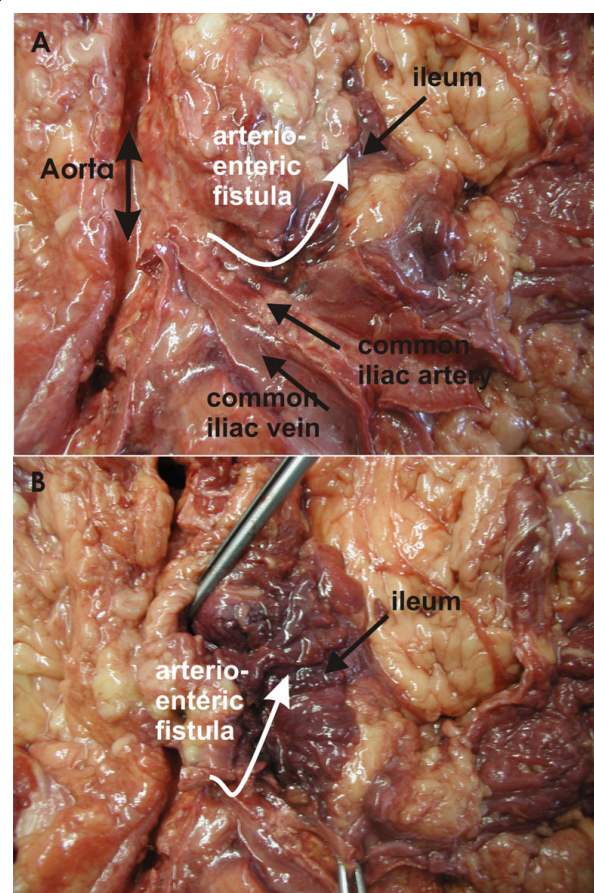 A
ileum
arterio-
enteric
fistula
Aorta
common
iliac artery
common
iliac vein
B
ileum
arterio-
enteric
fistula